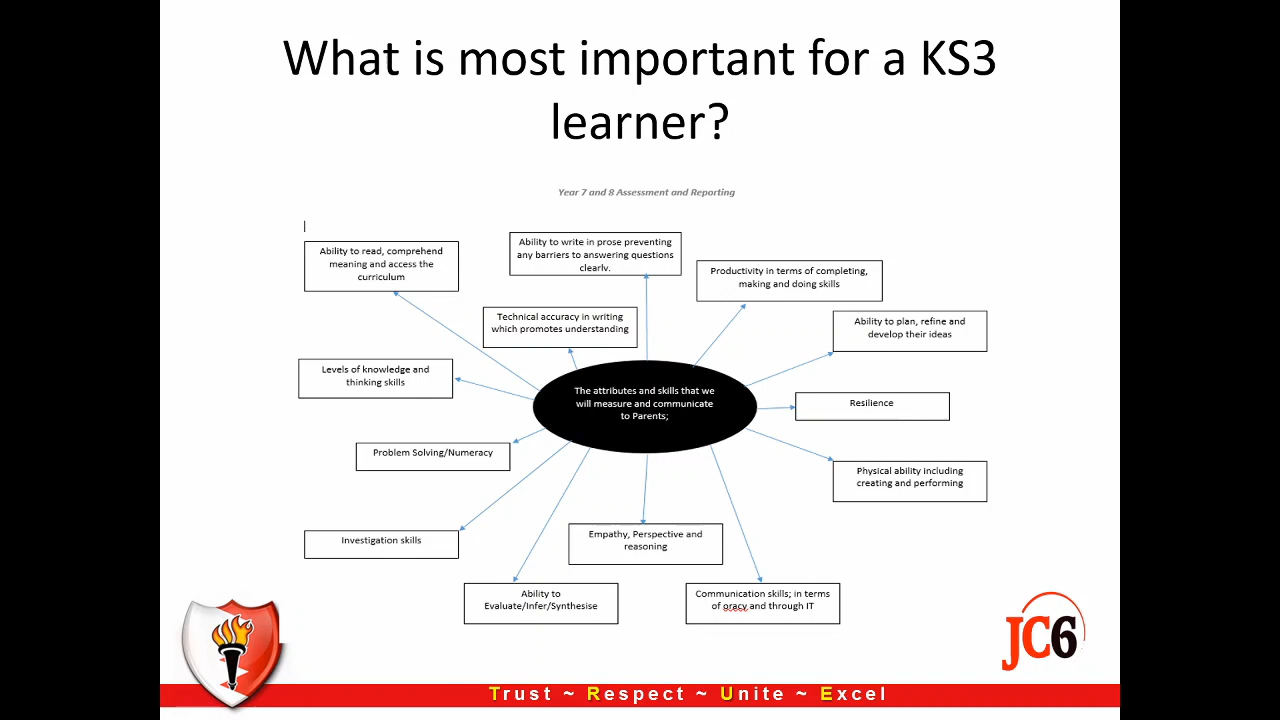 What is most important for a KS3
learner?
Year 7 and 8 Assessment and Reporting
Ability to read, comprehend
meaning and access the
curriculum
Ability to write in prose preventing
any barriers to answering questions
clearly.
Productivity in terms of completing,
making and doing skills
Technical accuracy in writing
which promotes understanding
Ability to plan, refine and
develop their ideas
Levels of knowledge and
thinking skills
The attributes and skills that we
will measure and communicate
to Parents;
Resilience
Problem Solving/Numeracy
Physical ability including
creating and performing
Investigation skills
Empathy, Perspective and
reasoning
Ability to
Evaluate/Infer/Synthesise
Communication skills; in terms
of oracy and through IT
JC6
Trust ~ Respect ~ Unite ~ Excel